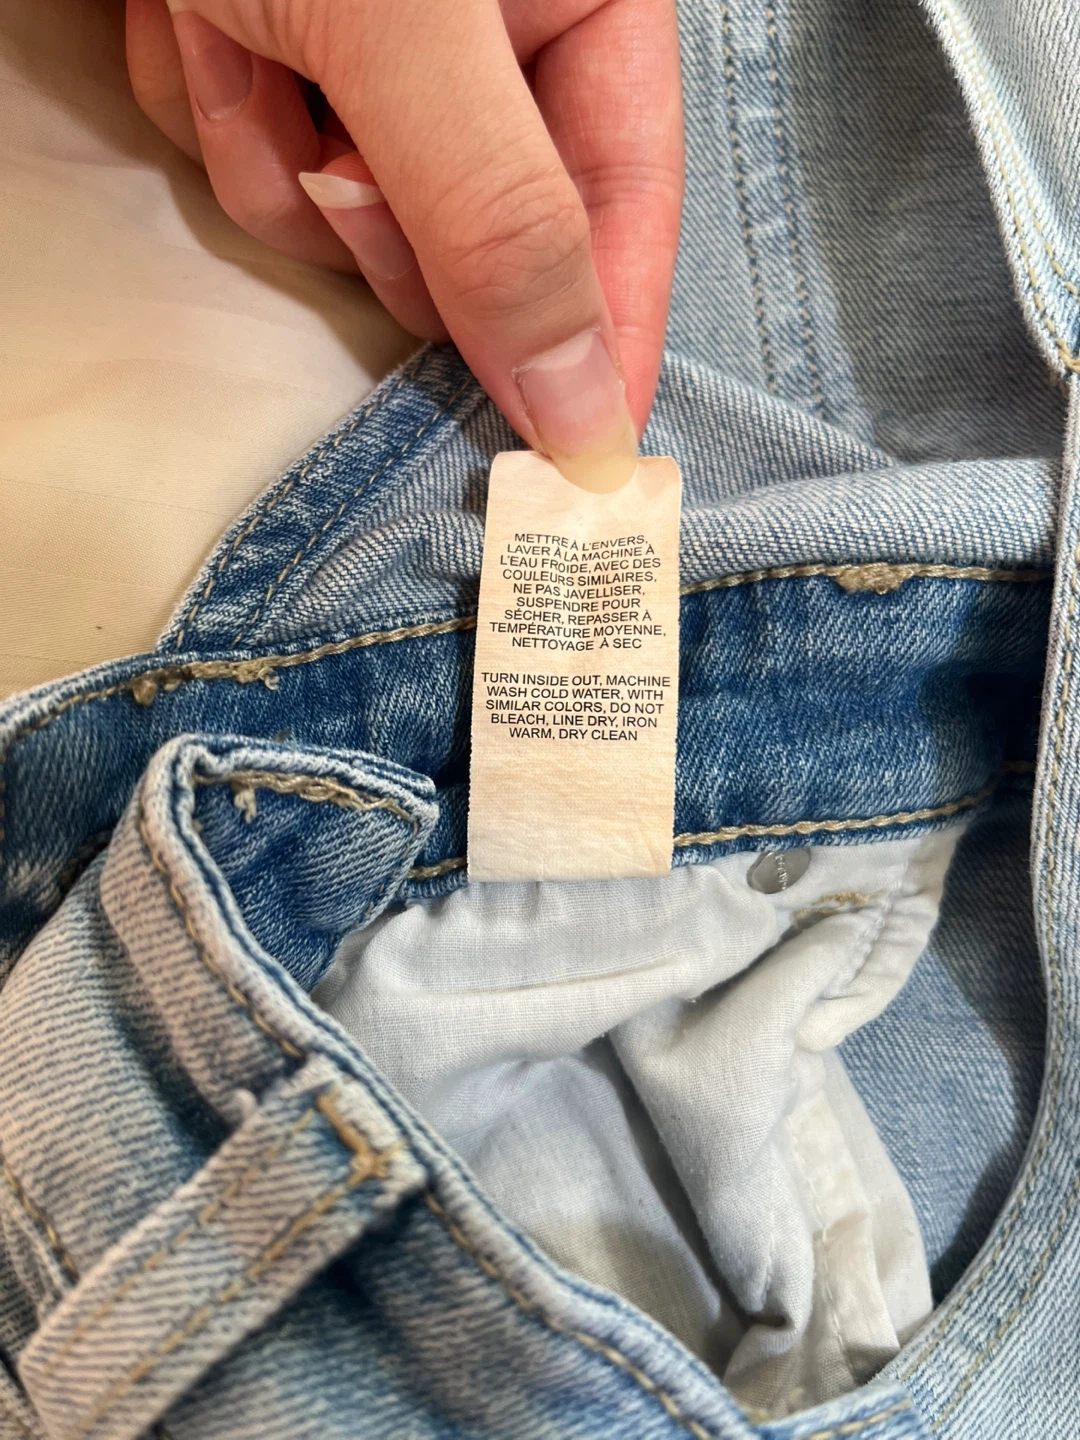 METTRE À L'ENVERS,
LAVER À LA MACHINE À
L'EAU FROIDE, AVEC DES
COULEURS SIMILAIRES,
NE PAS JAVELLISER,
SUSPENDRE POUR
SÉCHER, REPASSER À
TEMPÉRATURE MOYENNE,
NETTOYAGE À SEC
TURN INSIDE OUT, MACHINE
WASH COLD WATER, WITH
SIMILAR COLORS, DO NOT
BLEACH, LINE DRY, IRON
WARM, DRY CLEAN